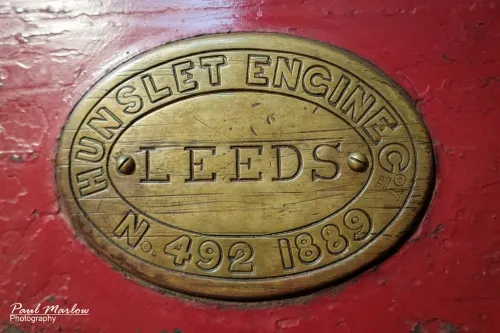 HUNSLET ENGINE Co
LEEDS
No. 492 1889
Paul Marlow
Photography